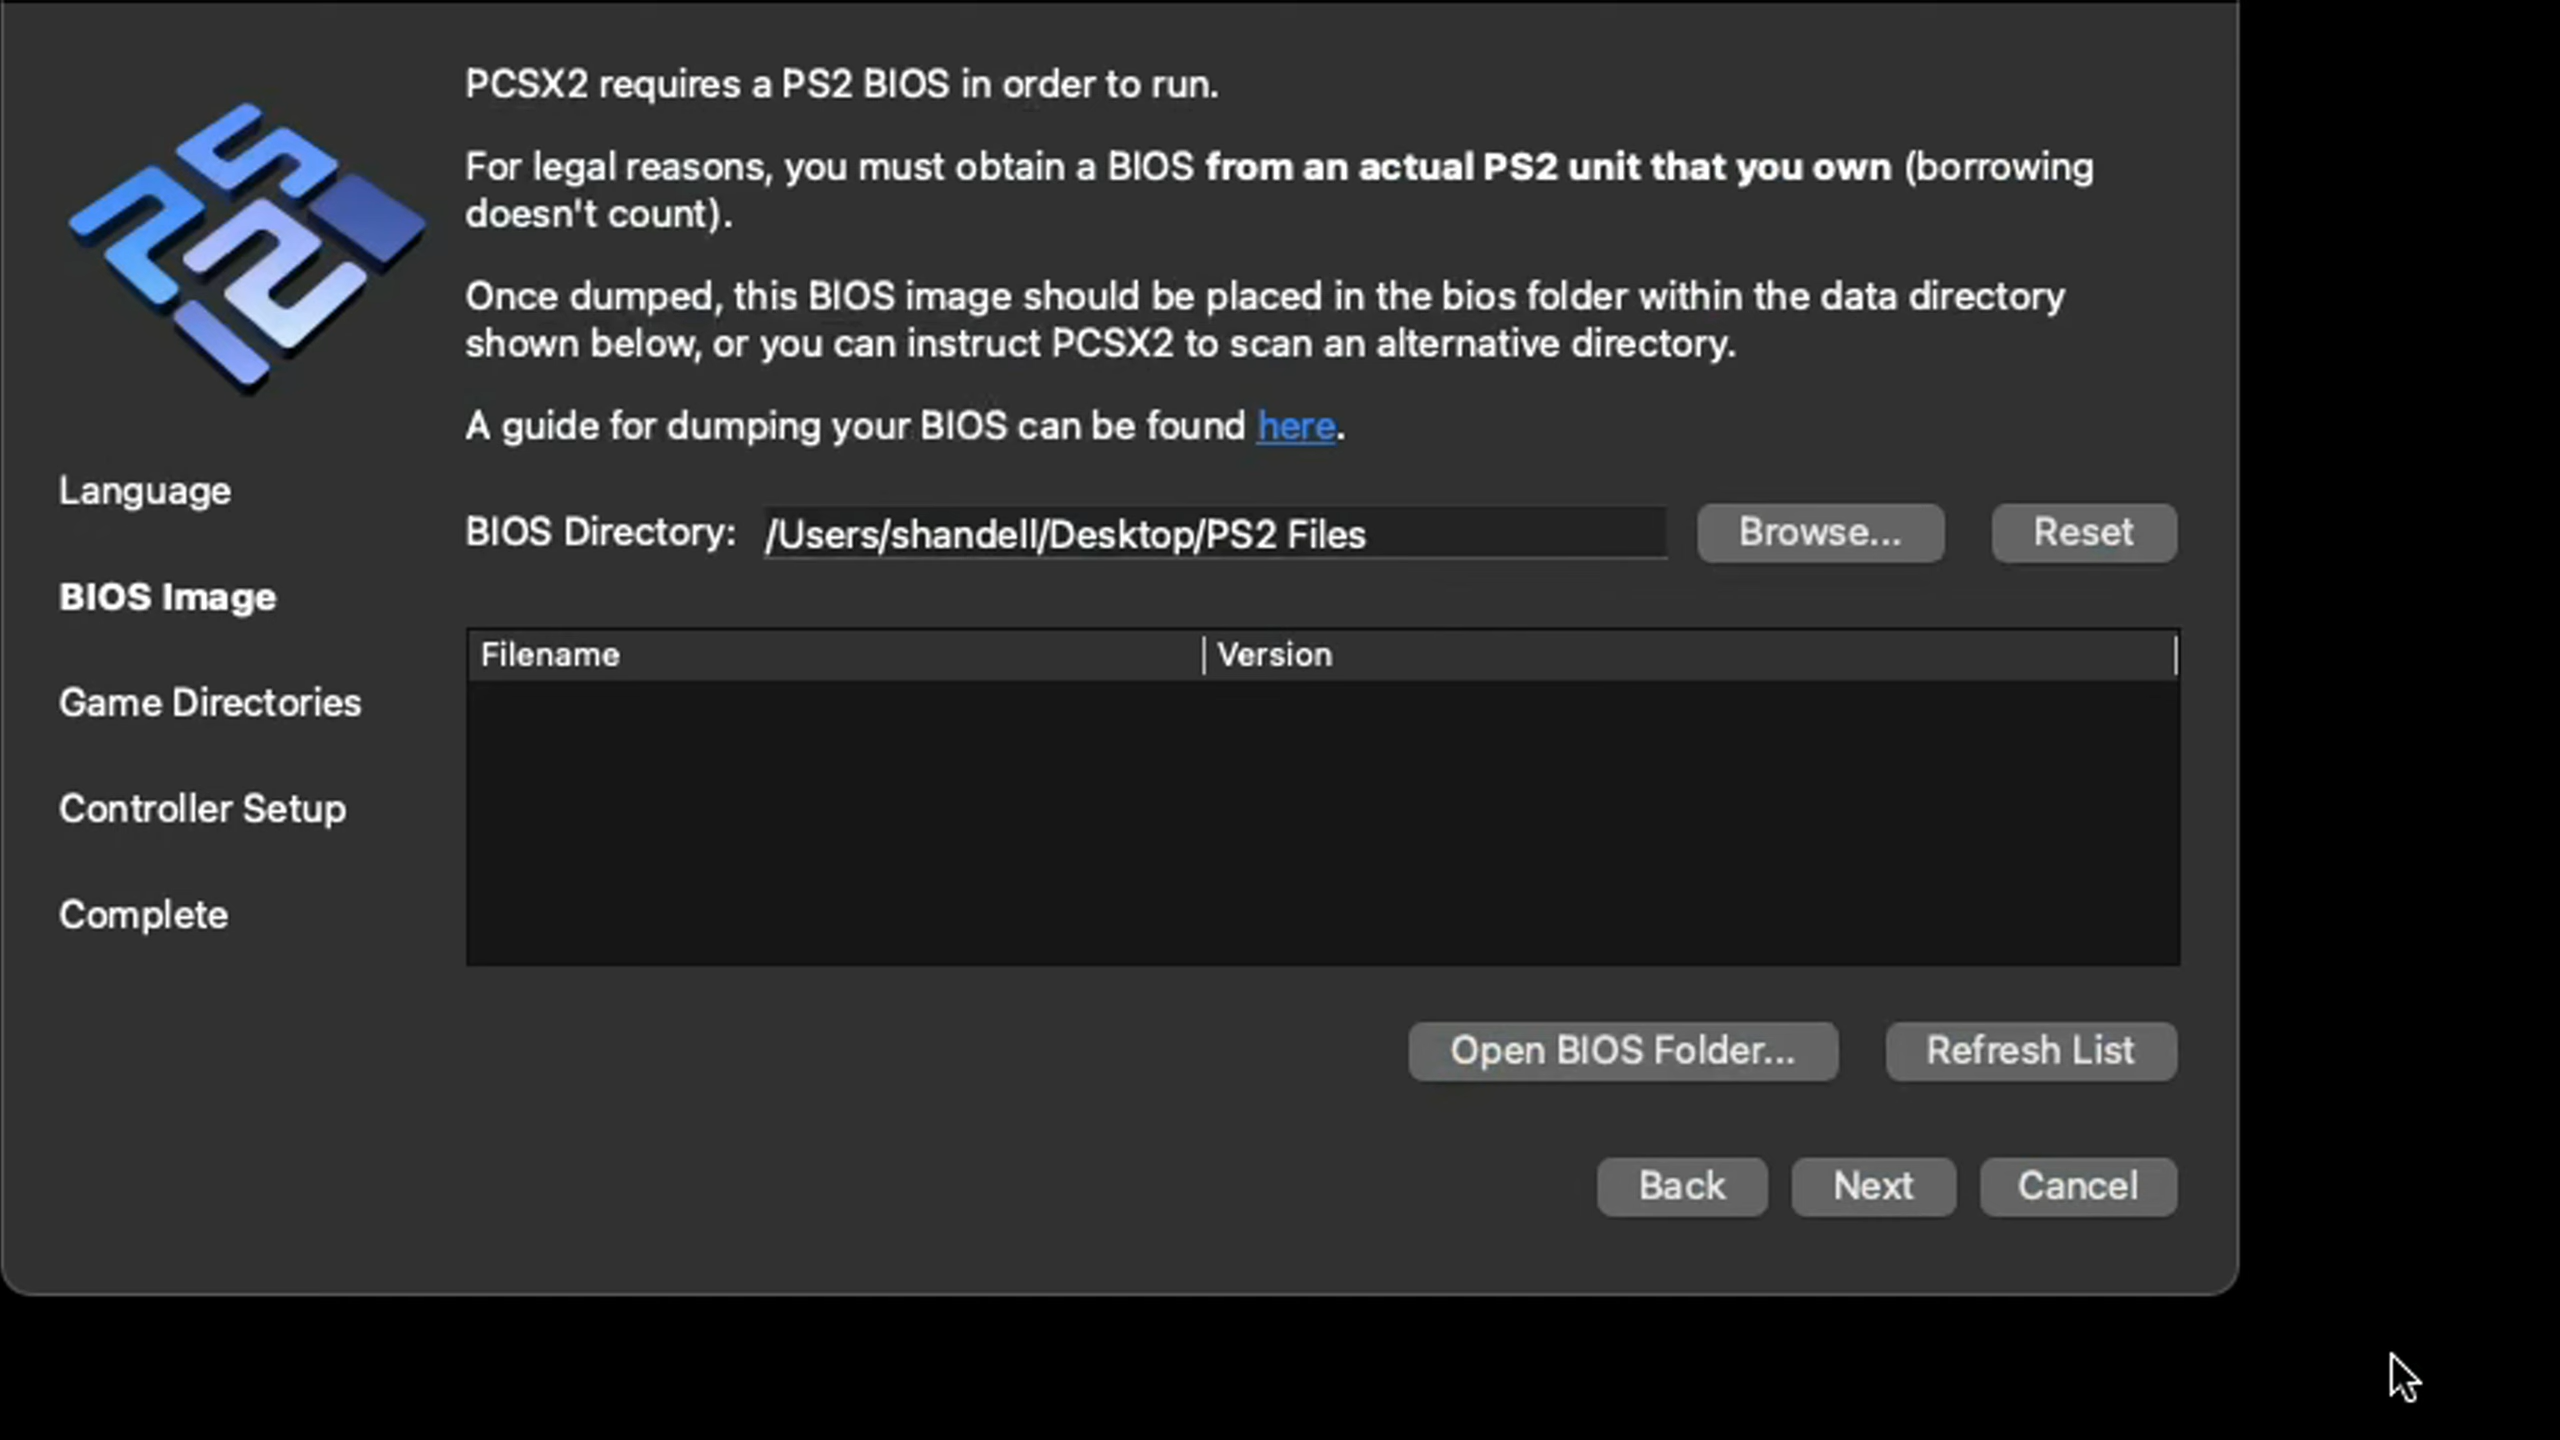 PCSX2 requires a PS2 BIOS in order to run.
For legal reasons, you must obtain a BIOS from an actual PS2 unit that you own (borrowing
doesn't count).
Once dumped, this BIOS image should be placed in the bios folder within the data directory
shown below, or you can instruct PCSX2 to scan an alternative directory.
A guide for dumping your BIOS can be found here.
Language
BIOS Image
Game Directories
Controller Setup
Complete
BIOS Directory: /Users/shandell/Desktop/PS2 Files Browse... Reset
Filename Version
Open BIOS Folder... Refresh List
Back Next Cancel